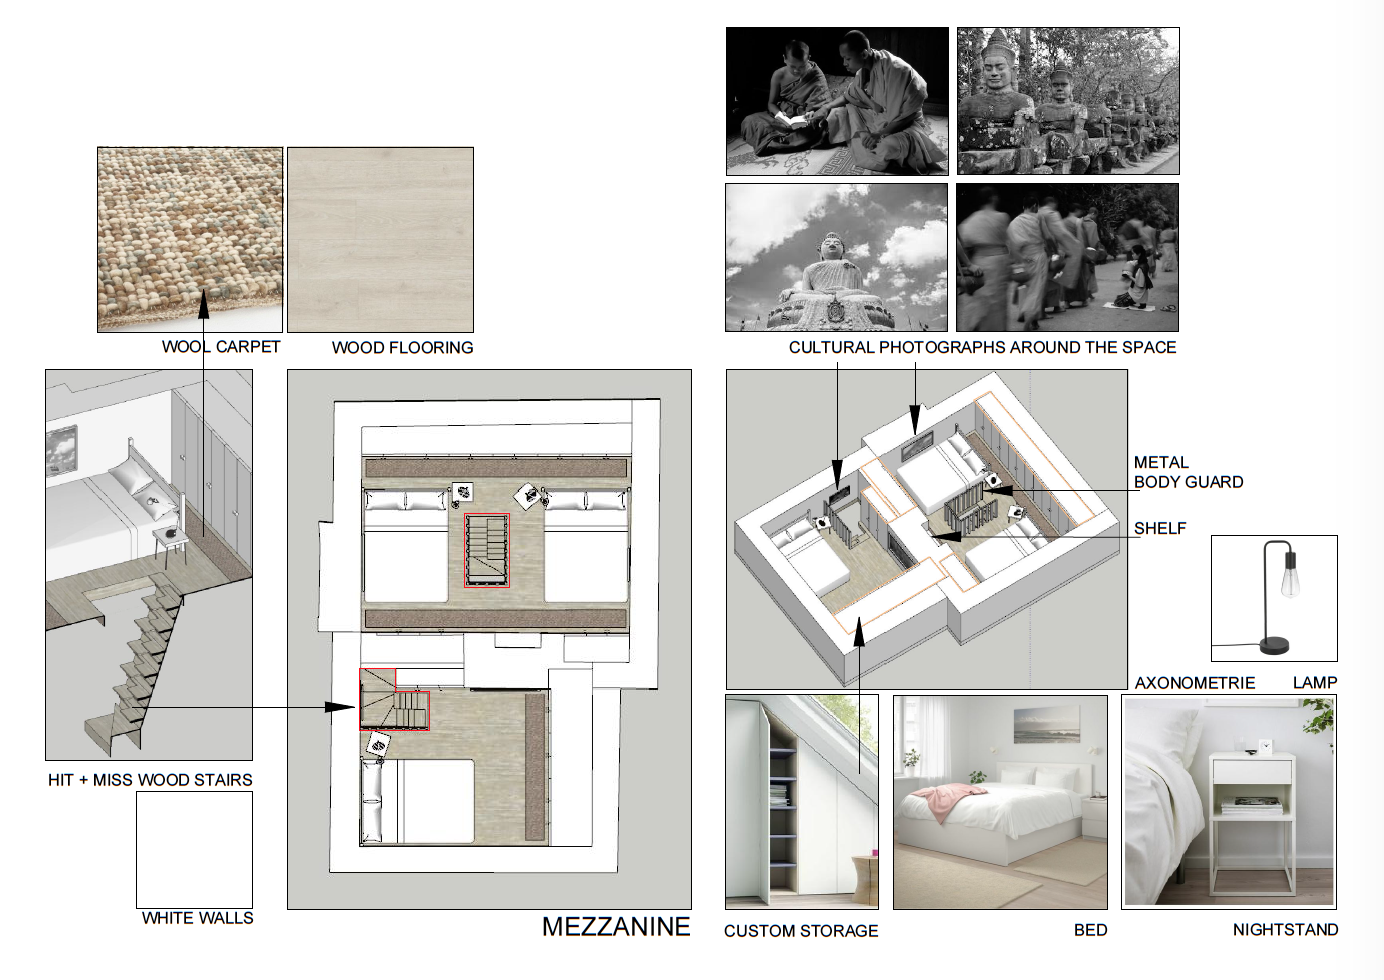 WOOL CARPET
WOOD FLOORING
CULTURAL PHOTOGRAPHS AROUND THE SPACE
METAL
BODY GUARD
SHELF
AXONOMETRIE
LAMP
HIT + MISS WOOD STAIRS
WHITE WALLS
MEZZANINE
CUSTOM STORAGE
BED
NIGHTSTAND